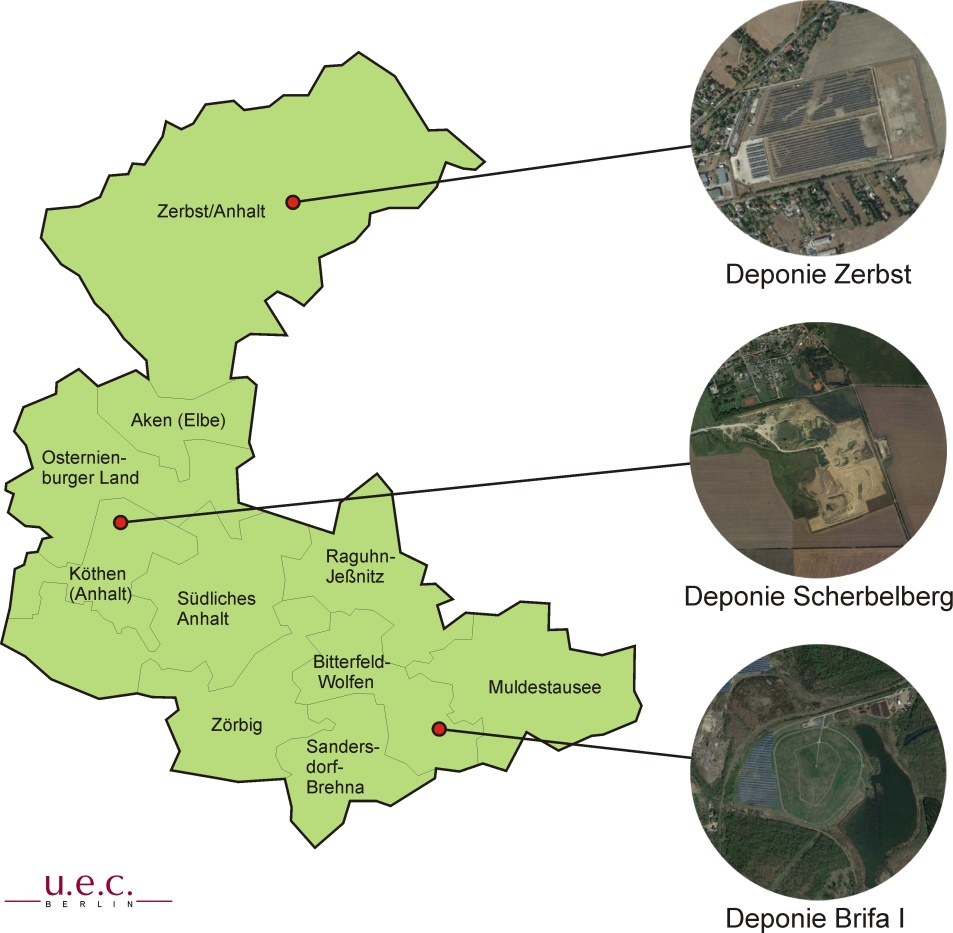 Zerbst/Anhalt
Deponie Zerbst
Aken (Elbe)
Osternien-
burger Land
Raguhn-
Jeßnitz
Köthen
(Anhalt)
Südliches
Anhalt
Deponie Scherbelberg
Bitterfeld-
Wolfen
Muldestausee
Zörbig
Sanders-
dorf-
Brehna
u.e.c.
BERLIN
Deponie Brifa I